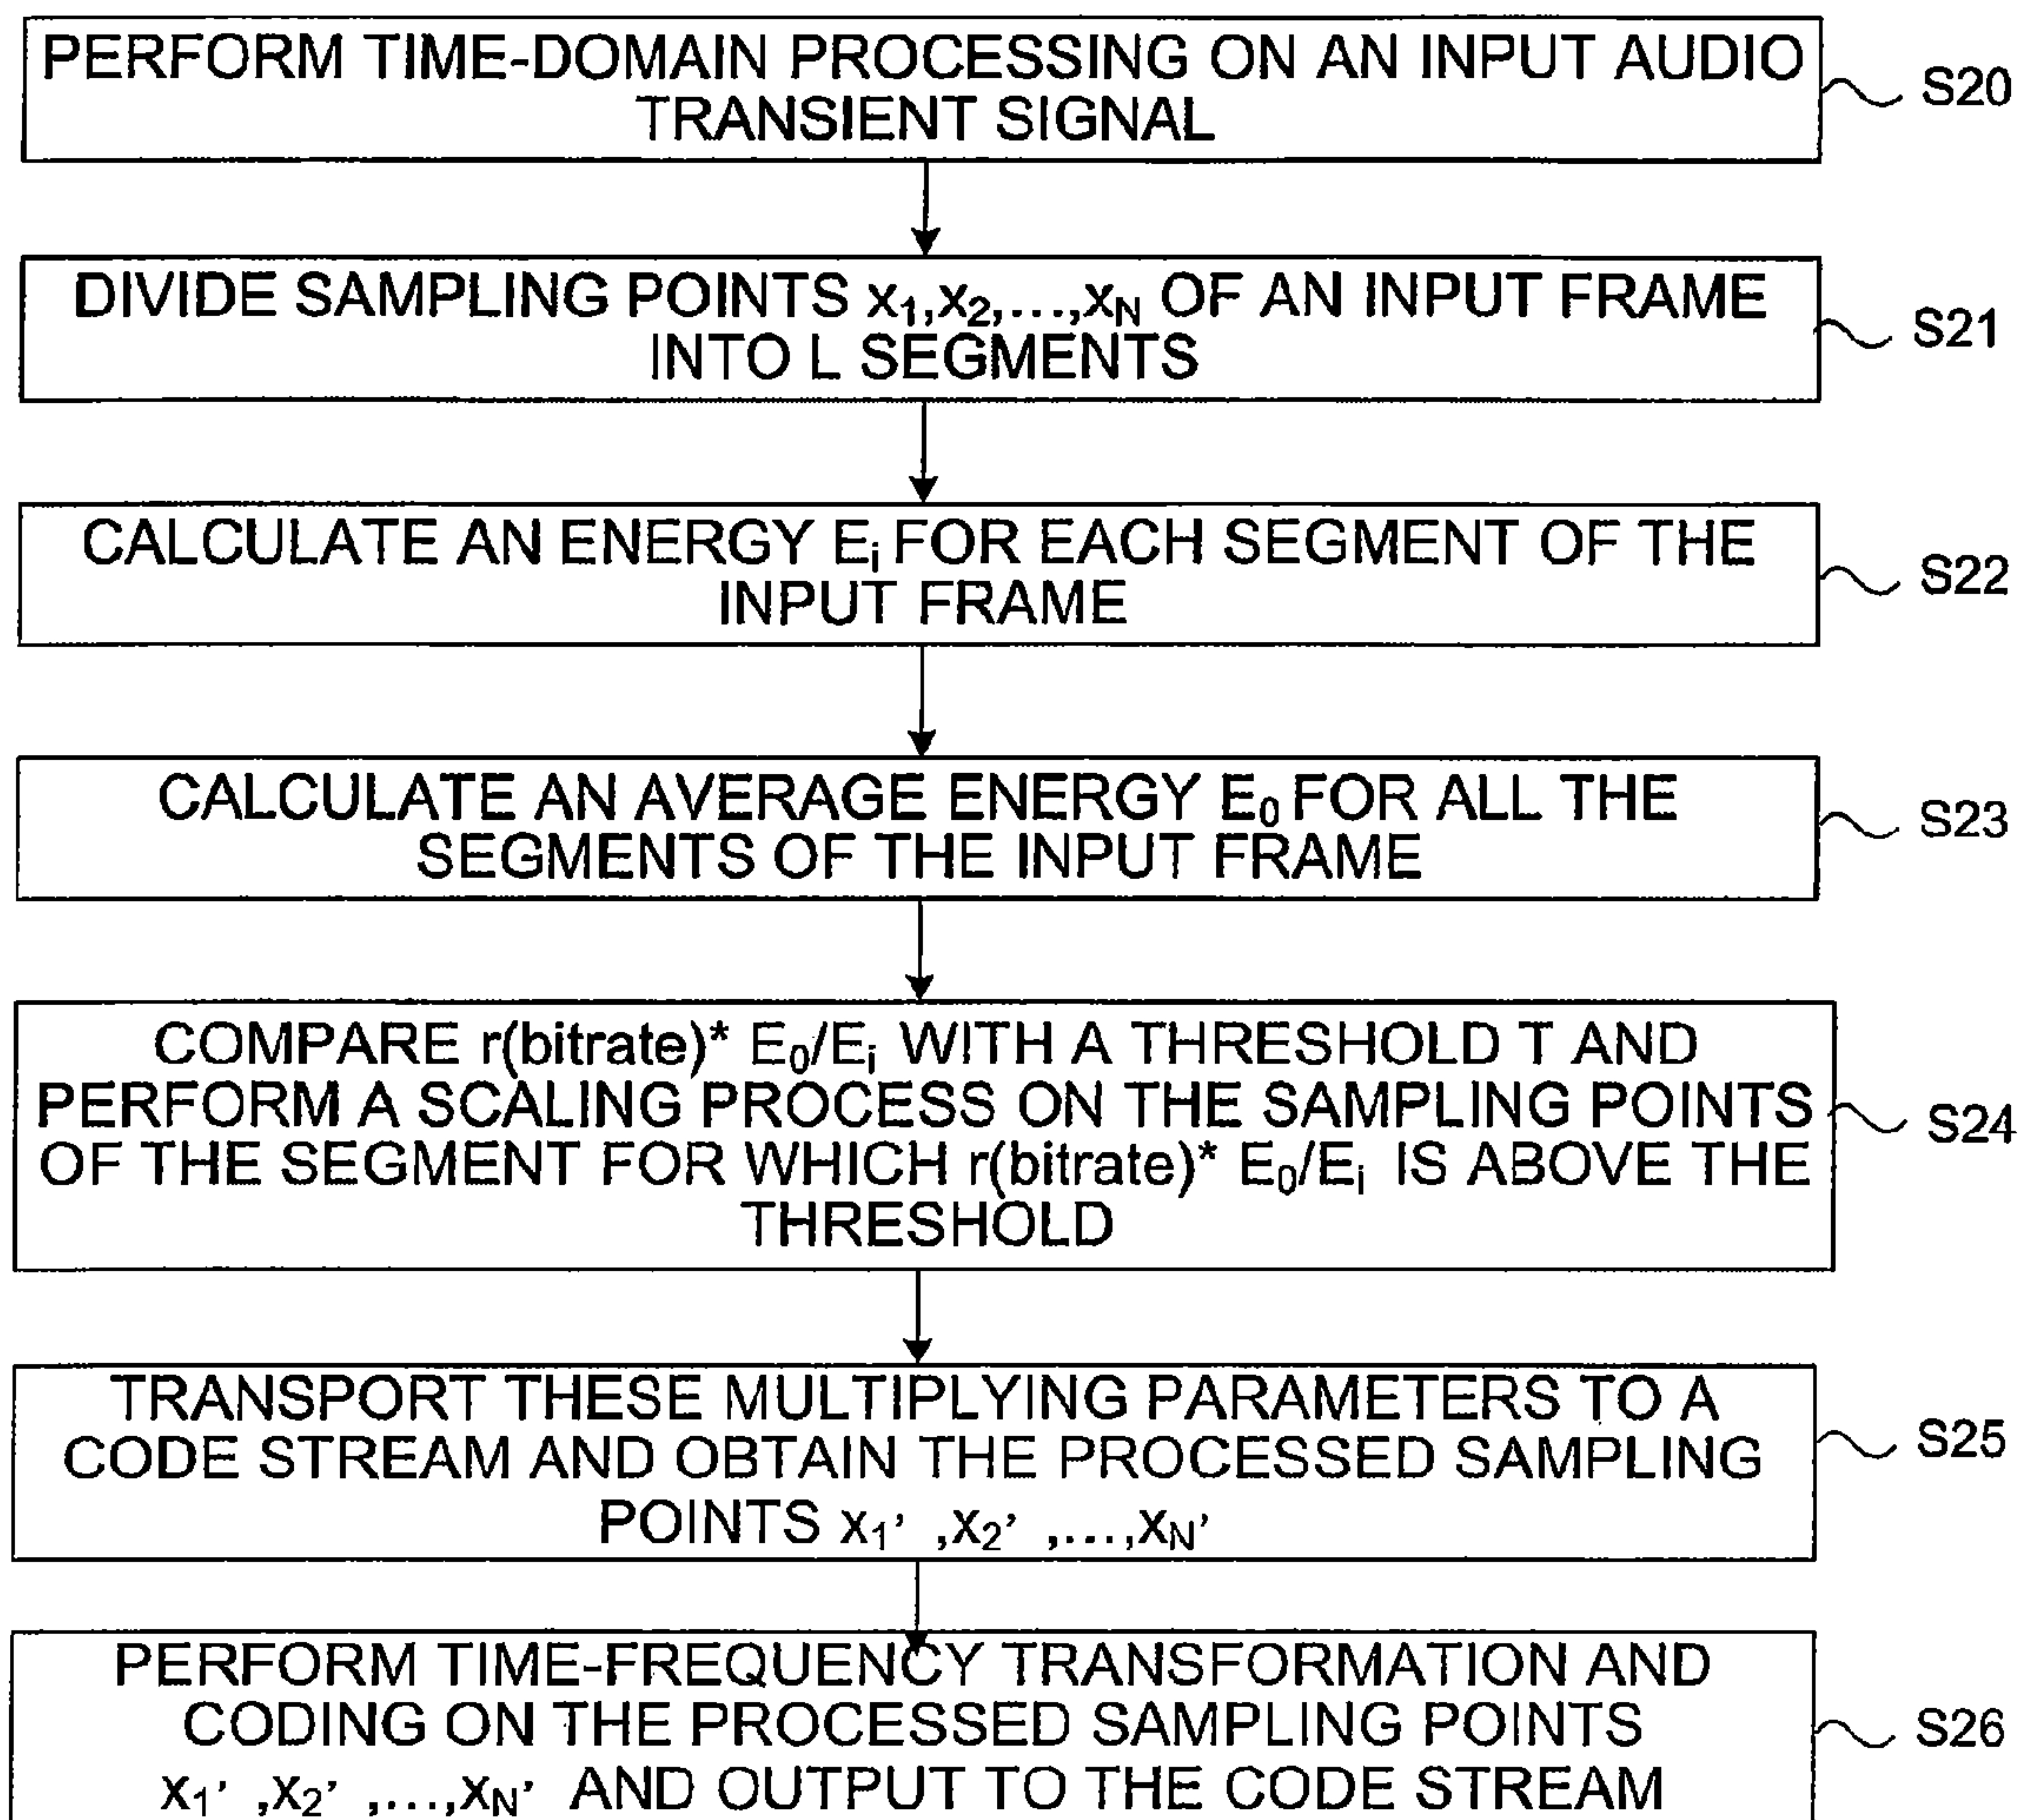 PERFORM TIME-DOMAIN PROCESSING ON AN INPUT AUDIO
TRANSIENT SIGNAL
S20
DIVIDE SAMPLING POINTS x₁,x₂,...,x_N OF AN INPUT FRAME
INTO L SEGMENTS
S21
CALCULATE AN ENERGY Eᵢ FOR EACH SEGMENT OF THE
INPUT FRAME
S22
CALCULATE AN AVERAGE ENERGY E₀ FOR ALL THE
SEGMENTS OF THE INPUT FRAME
S23
COMPARE r(bitrate)* E₀/Eᵢ WITH A THRESHOLD T AND
PERFORM A SCALING PROCESS ON THE SAMPLING POINTS
OF THE SEGMENT FOR WHICH r(bitrate)* E₀/Eᵢ IS ABOVE THE
THRESHOLD
S24
TRANSPORT THESE MULTIPLYING PARAMETERS TO A
CODE STREAM AND OBTAIN THE PROCESSED SAMPLING
POINTS x₁' ,x₂' ,...,x_N'
S25
PERFORM TIME-FREQUENCY TRANSFORMATION AND
CODING ON THE PROCESSED SAMPLING POINTS
x₁' ,x₂' ,...,x_N' AND OUTPUT TO THE CODE STREAM
S26